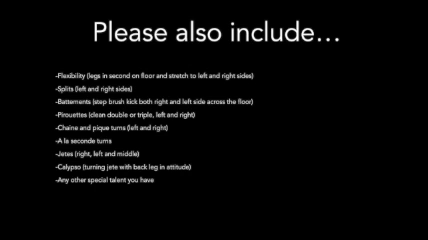 Please also include…
-Flexibility (legs in second on floor and stretch to left and right sides)
-Splits (left and right sides)
-Battements (step brush kick both right and left side across the floor)
-Pirouettes (clean double or triple, left and right)
-Chaine and pique turns (left and right)
-A la seconde turns
-Jetes (right, left and middle)
-Calypso (turning jete with back leg in attitude)
-Any other special talent you have